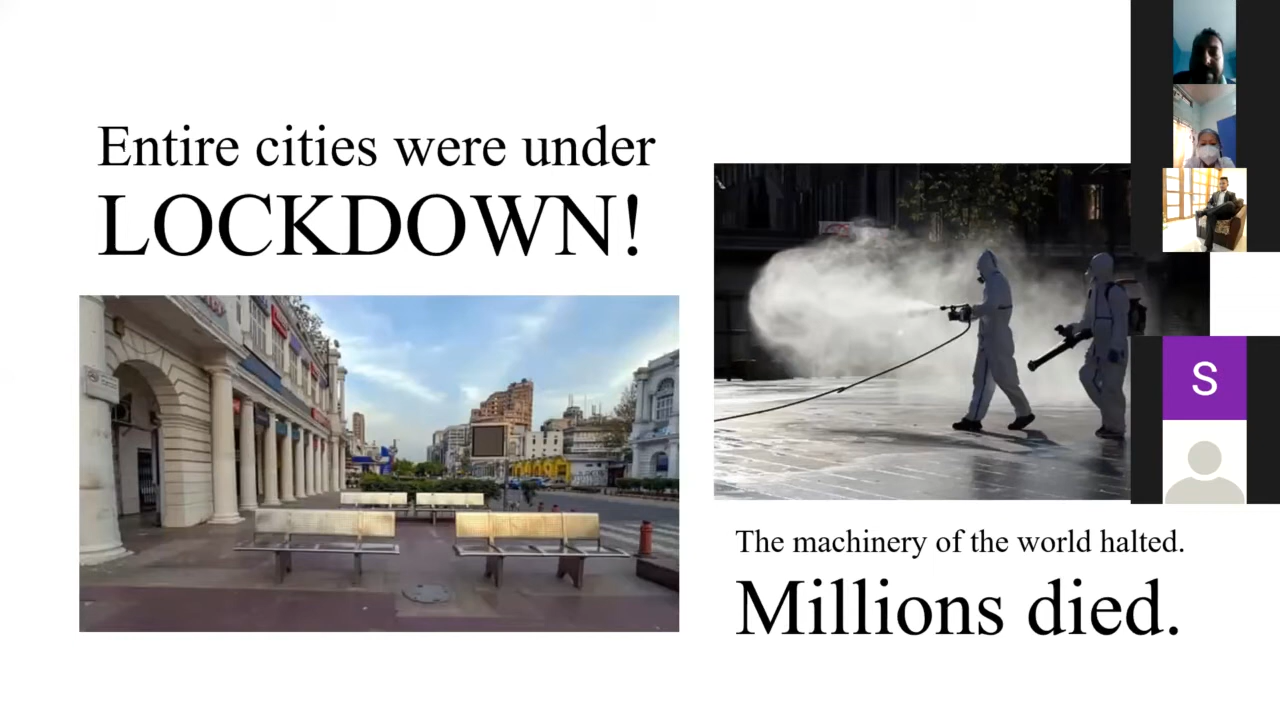 Entire cities were under
LOCKDOWN!
The machinery of the world halted.
Millions died.
S